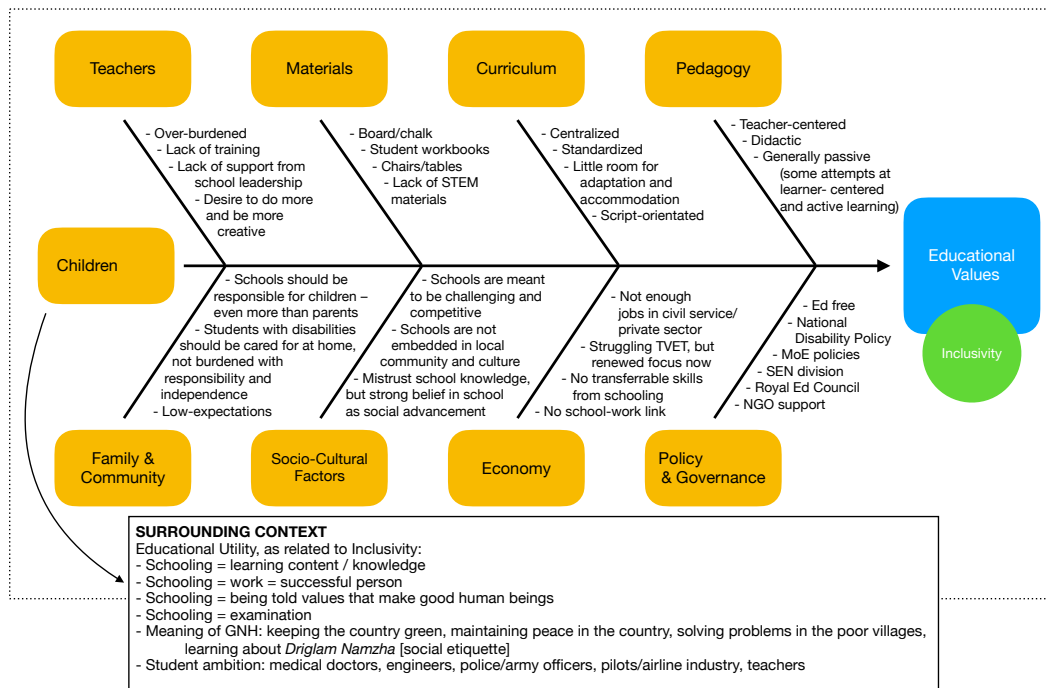 Teachers
Materials
Curriculum
Pedagogy
- Over-burdened
- Lack of training
- Lack of support from
school leadership
- Desire to do more
and be more
creative
- Board/chalk
- Student workbooks
- Chairs/tables
- Lack of STEM
materials
- Centralized
- Standardized
- Little room for
adaptation and
accommodation
- Script-orientated
- Teacher-centered
- Didactic
- Generally passive
(some attempts at
learner- centered
and active learning)
Children
Educational
Values
Inclusivity
- Schools should be
responsible for children –
even more than parents
- Students with disabilities
should be cared for at home,
not burdened with
responsibility and
independence
- Low-expectations
- Schools are meant
to be challenging and
competitive
- Schools are not
embedded in local
community and culture
- Mistrust school knowledge,
but strong belief in school
as social advancement
- Not enough
jobs in civil service/
private sector
- Struggling TVET, but
renewed focus now
- No transferrable skills
from schooling
- No school-work link
- Ed free
- National
Disability Policy
- MoE policies
- SEN division
- Royal Ed Council
- NGO support
Family &
Community
Socio-Cultural
Factors
Economy
Policy
& Governance
SURROUNDING CONTEXT
Educational Utility, as related to Inclusivity:
- Schooling = learning content / knowledge
- Schooling = work = successful person
- Schooling = being told values that make good human beings
- Schooling = examination
- Meaning of GNH: keeping the country green, maintaining peace in the country, solving problems in the poor villages,
learning about Driglam Namzha [social etiquette]
- Student ambition: medical doctors, engineers, police/army officers, pilots/airline industry, teachers